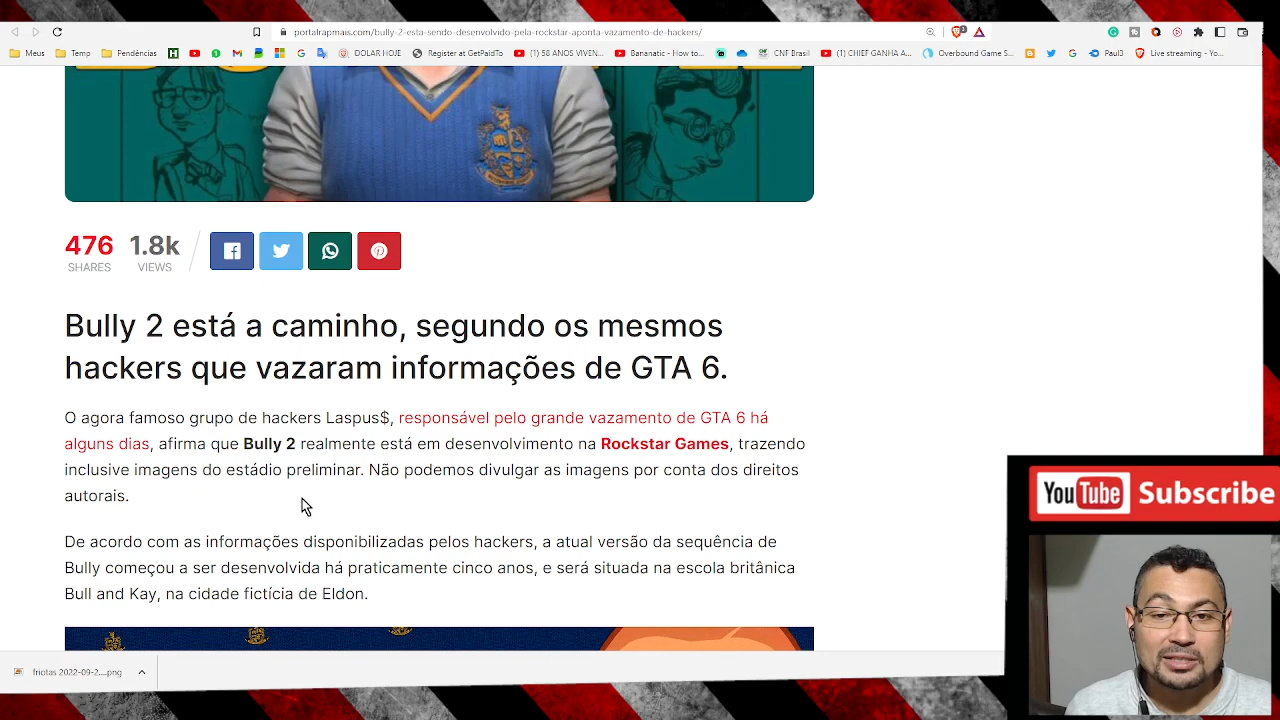 portalrapmais.com/bully-2-esta-sendo-desenvolvido-pela-rockstar-aponta-vazamento-de-hackers/
Meus Temp Pendências DOLAR HOJE Register at GetPaidTo (1) 58 ANOS VIVEN... Bananatic - How to... CNF Brasil (1) CHIEF GANHA A... Overbound Game S... Paul3 Live streaming - Yo...
476 1.8k
SHARES VIEWS
Bully 2 está a caminho, segundo os mesmos
hackers que vazaram informações de GTA 6.
O agora famoso grupo de hackers Laspus$, responsável pelo grande vazamento de GTA 6 há
alguns dias, afirma que Bully 2 realmente está em desenvolvimento na Rockstar Games, trazendo
inclusive imagens do estádio preliminar. Não podemos divulgar as imagens por conta dos direitos
autorais.
YouTube Subscribe
De acordo com as informações disponibilizadas pelos hackers, a atual versão da sequência de
Bully começou a ser desenvolvida há praticamente cinco anos, e será situada na escola britânica
Bull and Kay, na cidade fictícia de Eldon.
friotas 2022-09-2....png